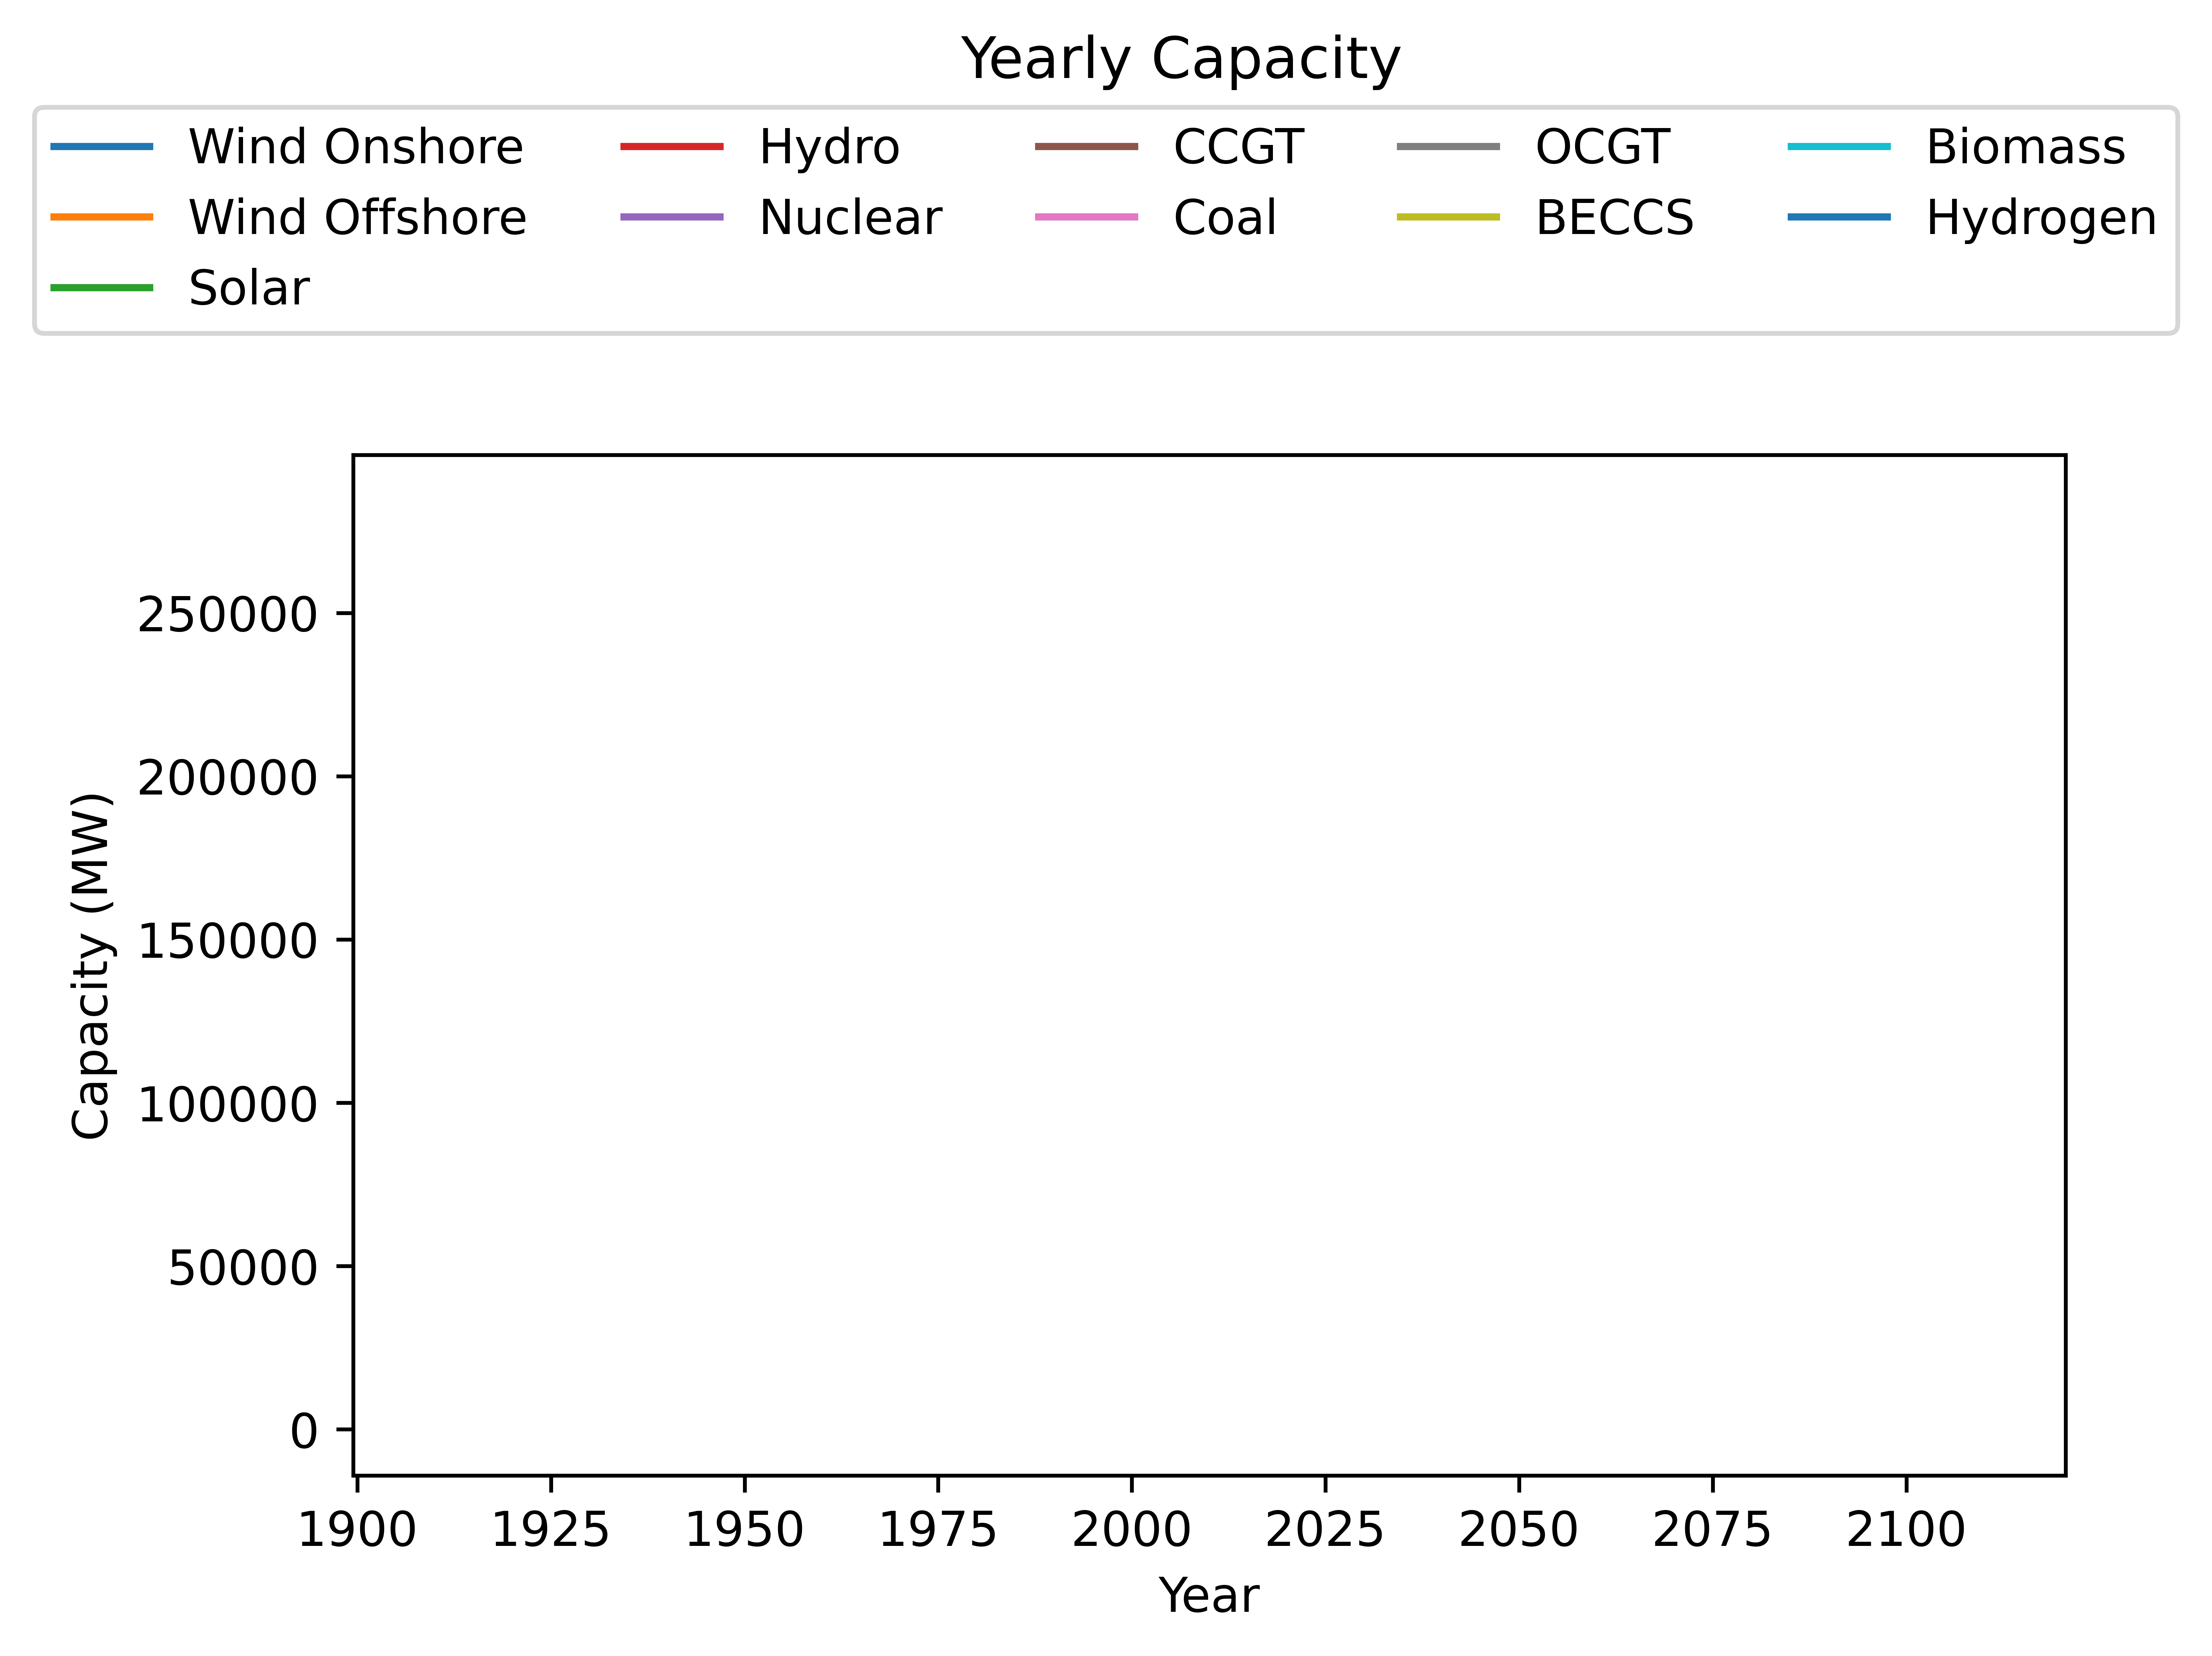 Yearly Capacity
Wind Onshore Hydro CCGT OCGT Biomass
Wind Offshore Nuclear Coal BECCS Hydrogen
Solar
250000
200000
150000
100000
50000
0
Capacity (MW)
1900 1925 1950 1975 2000 2025 2050 2075 2100
Year